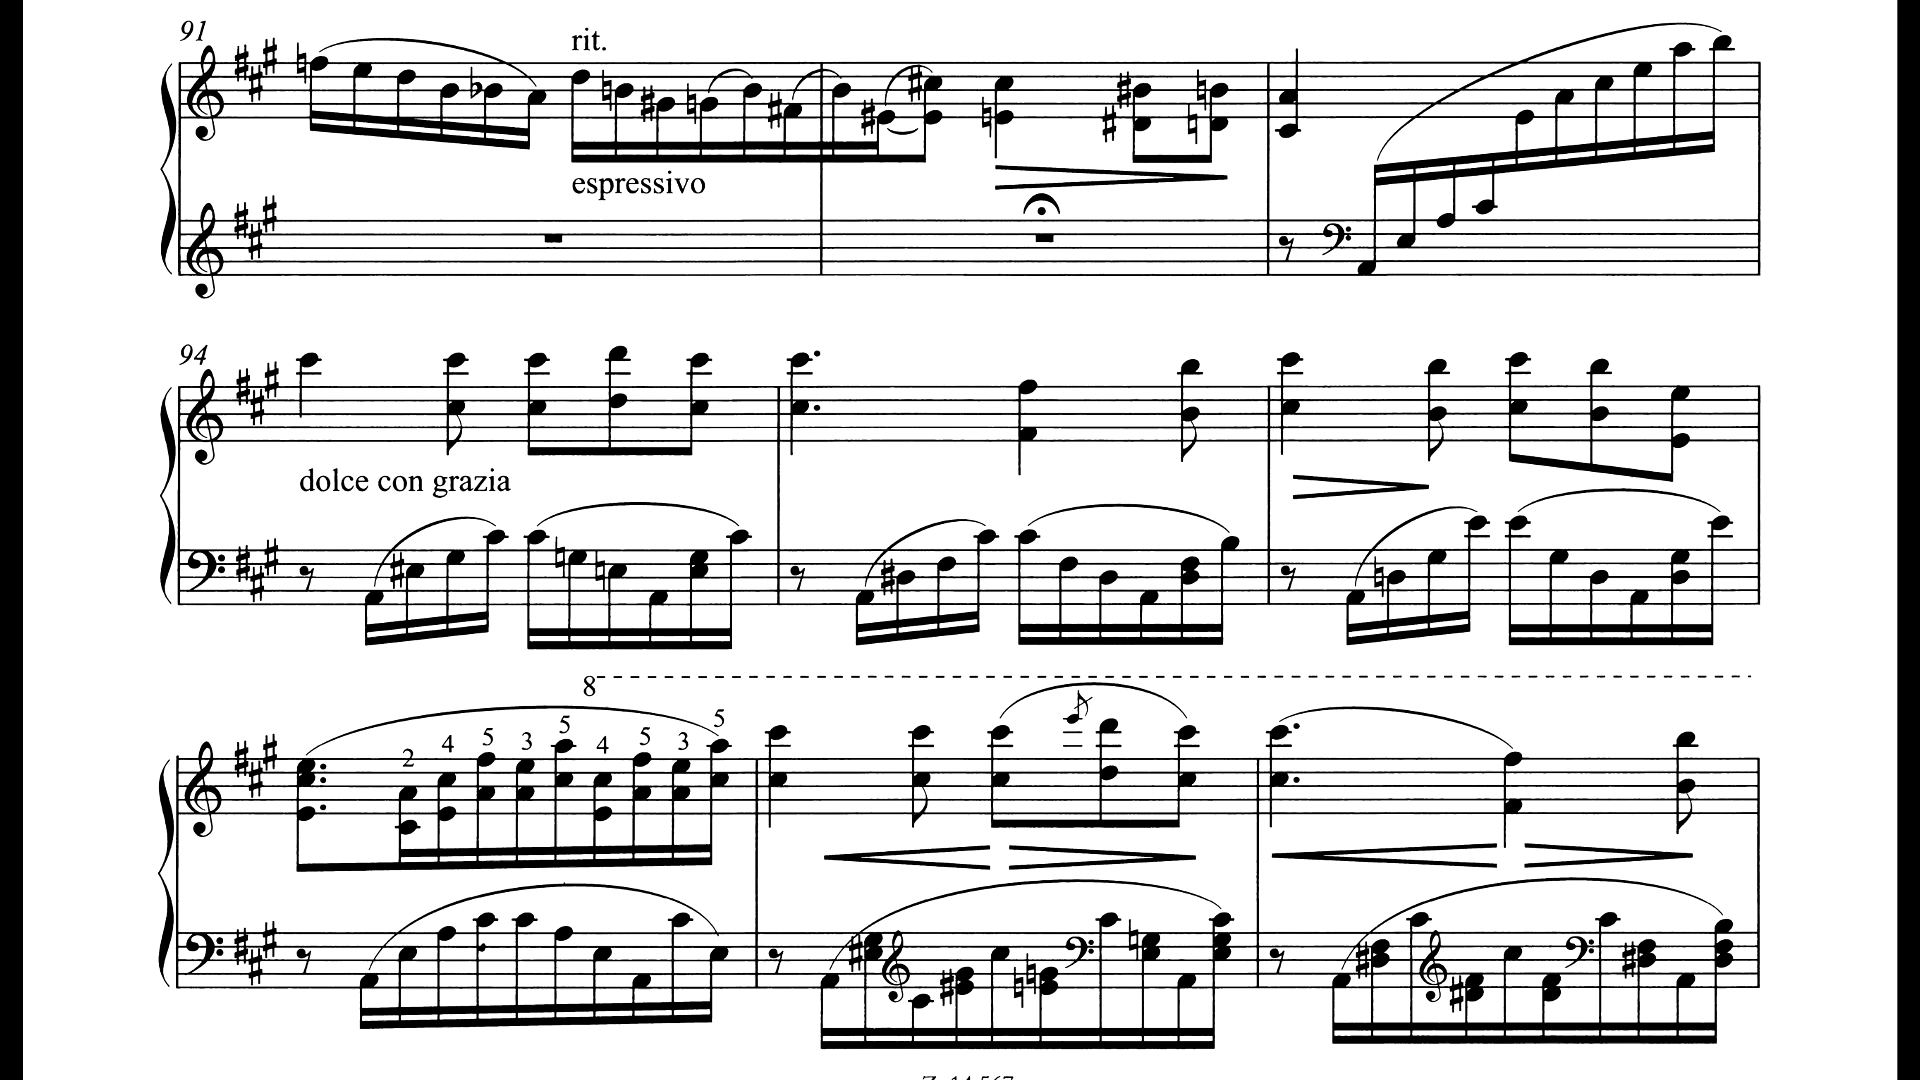 91
rit.
espressivo
94
dolce con grazia
8
2 4 5 3 5 4 5 3 5